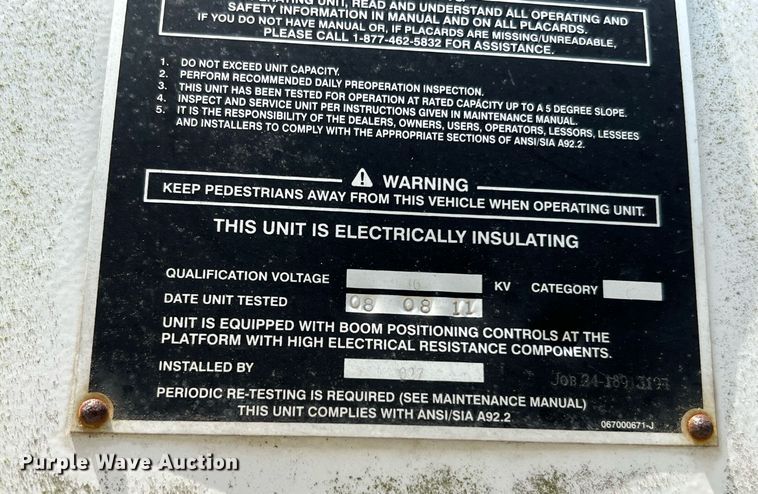 OPERATING UNIT, READ AND UNDERSTAND ALL OPERATING AND
SAFETY INFORMATION IN MANUAL AND ON ALL PLACARDS.
IF YOU DO NOT HAVE MANUAL OR, IF PLACARDS ARE MISSING/UNREADABLE,
PLEASE CALL 1-877-462-5832 FOR ASSISTANCE.
1. DO NOT EXCEED UNIT CAPACITY.
2. PERFORM RECOMMENDED DAILY PREOPERATION INSPECTION.
3. THIS UNIT HAS BEEN TESTED FOR OPERATION AT RATED CAPACITY UP TO A 5 DEGREE SLOPE.
4. INSPECT AND SERVICE UNIT PER INSTRUCTIONS GIVEN IN MAINTENANCE MANUAL.
5. IT IS THE RESPONSIBILITY OF THE DEALERS, OWNERS, USERS, OPERATORS, LESSORS, LESSEES
AND INSTALLERS TO COMPLY WITH THE APPROPRIATE SECTIONS OF ANSI/SIA A92.2.
WARNING
KEEP PEDESTRIANS AWAY FROM THIS VEHICLE WHEN OPERATING UNIT.
THIS UNIT IS ELECTRICALLY INSULATING
QUALIFICATION VOLTAGE KV CATEGORY
DATE UNIT TESTED 08 08 11
UNIT IS EQUIPPED WITH BOOM POSITIONING CONTROLS AT THE
PLATFORM WITH HIGH ELECTRICAL RESISTANCE COMPONENTS.
INSTALLED BY
PERIODIC RE-TESTING IS REQUIRED (SEE MAINTENANCE MANUAL)
THIS UNIT COMPLIES WITH ANSI/SIA A92.2
067000671-J
Purple Wave Auction